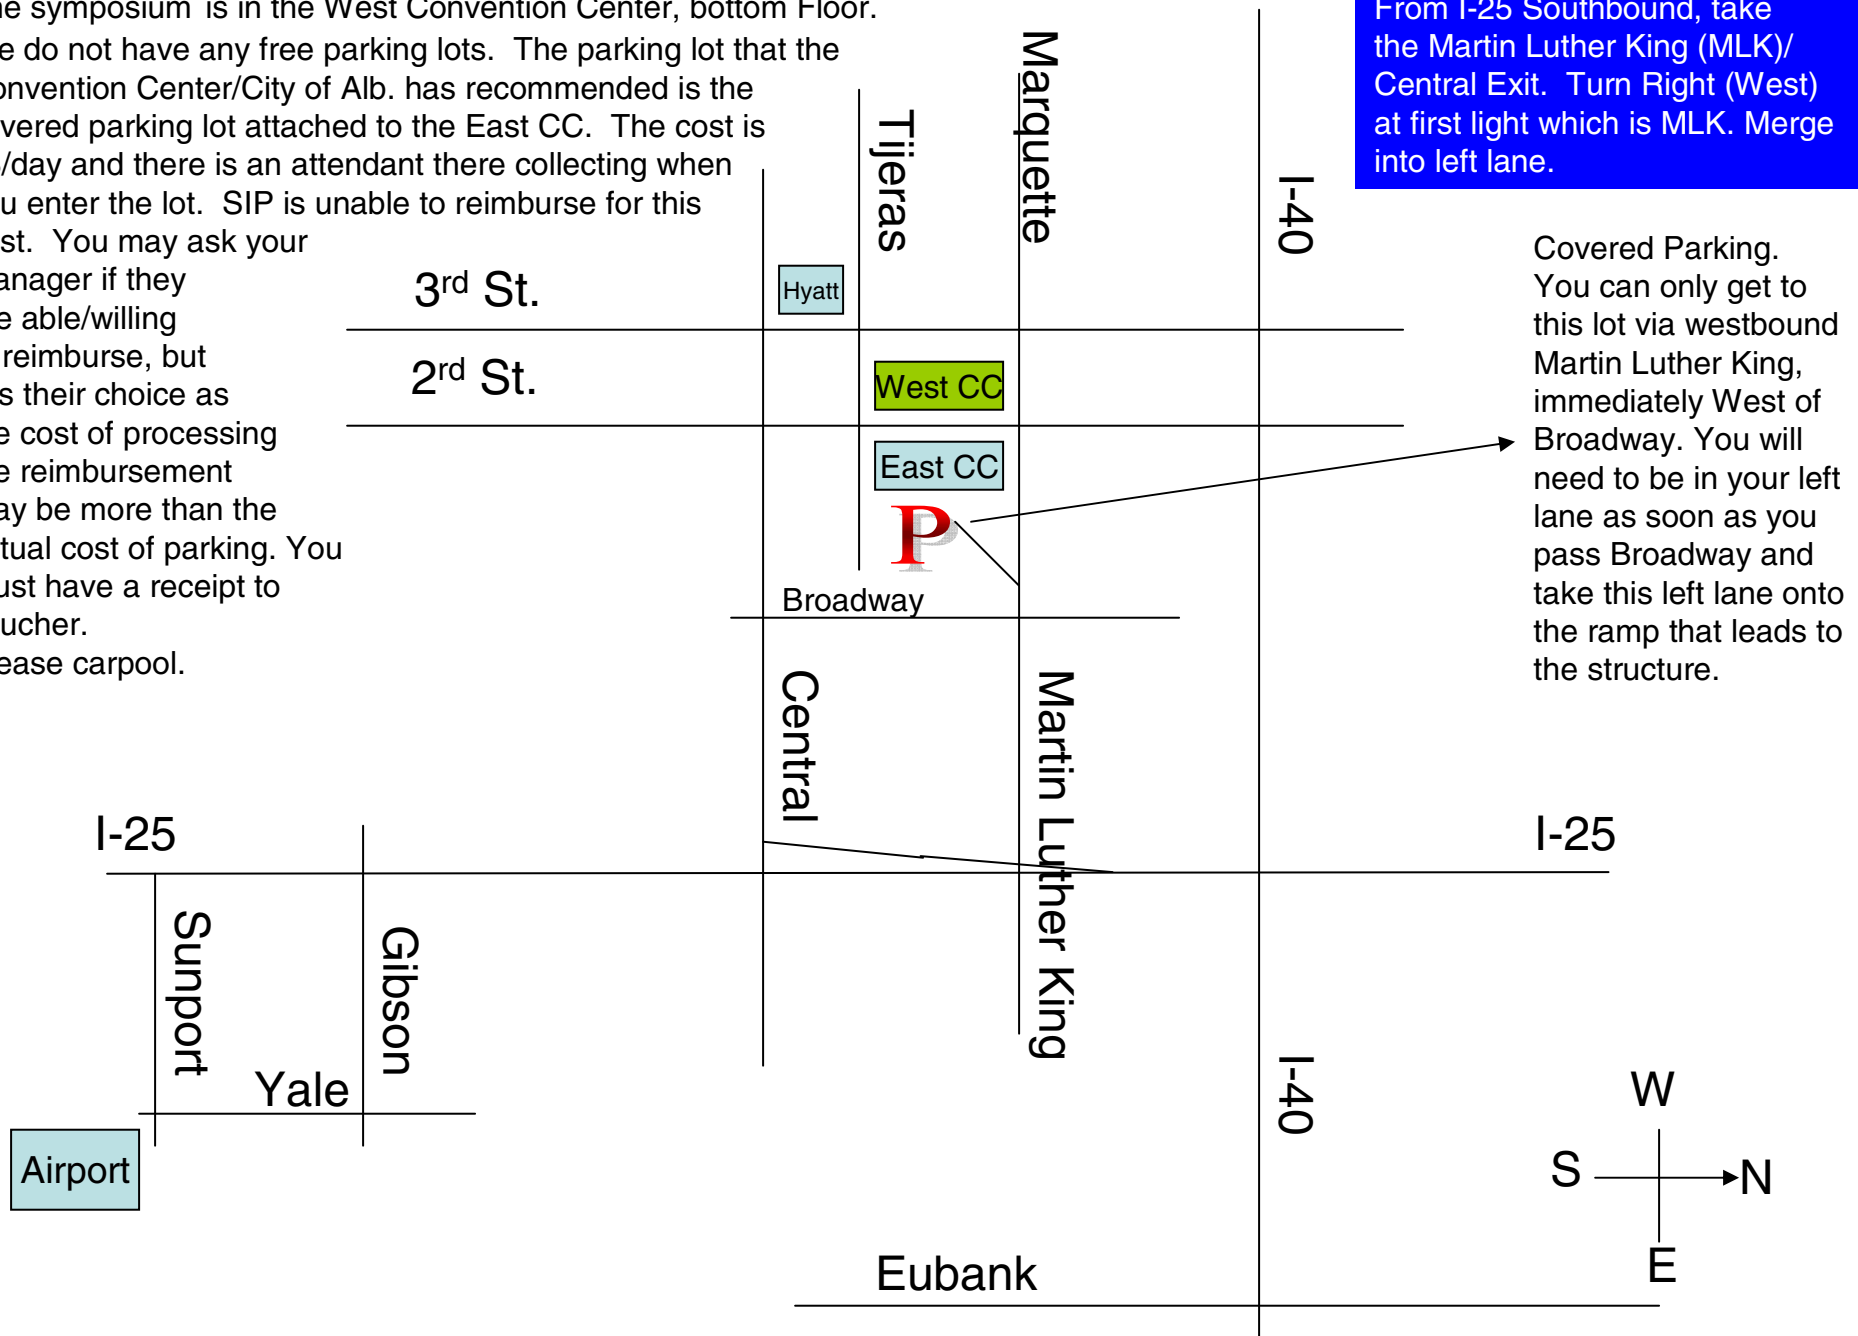 he symposium is in the West Convention Center, bottom Floor.
e do not have any free parking lots. The parking lot that the
onvention Center/City of Alb. has recommended is the
vered parking lot attached to the East CC. The cost is
/day and there is an attendant there collecting when
u enter the lot. SIP is unable to reimburse for this
st. You may ask your
anager if they
e able/willing
reimburse, but
s their choice as
e cost of processing
e reimbursement
ay be more than the
tual cost of parking. You
ust have a receipt to
ucher.
ease carpool.
From I-25 Southbound, take
the Martin Luther King (MLK)/
Central Exit. Turn Right (West)
at first light which is MLK. Merge
into left lane.
Marquette
Tijeras
I-40
Covered Parking.
You can only get to
this lot via westbound
Martin Luther King,
immediately West of
Broadway. You will
need to be in your left
lane as soon as you
pass Broadway and
take this left lane onto
the ramp that leads to
the structure.
3rd St.
Hyatt
2rd St.
West CC
East CC
P
Broadway
Central
Martin Luther King
I-25
I-25
Sunport
Gibson
Yale
I-40
Airport
W
S
N
E
Eubank